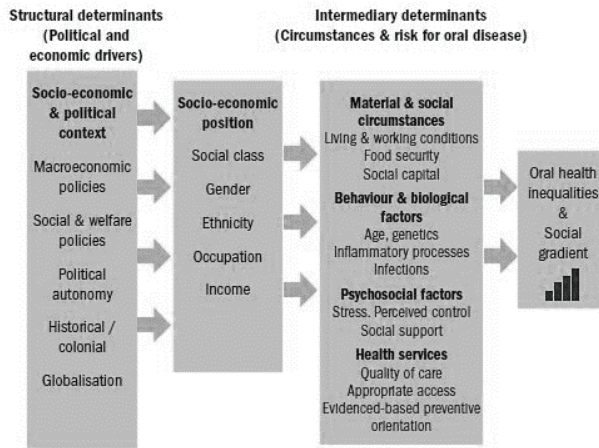 Structural determinants
(Political and
economic drivers)
Socio-economic
& political
context
Macroeconomic
policies
Social & welfare
policies
Political
autonomy
Historical /
colonial
Globalisation
Socio-economic
position
Social class
Gender
Ethnicity
Occupation
Income
Intermediary determinants
(Circumstances & risk for oral disease)
Material & social
circumstances
Living & working conditions
Food security
Social capital
Behaviour & biological
factors
Age, genetics
Inflammatory processes
Infections
Psychosocial factors
Stress. Perceived control
Social support
Health services
Quality of care
Appropriate access
Evidenced-based preventive
orientation
Oral health
inequalities
&
Social
gradient